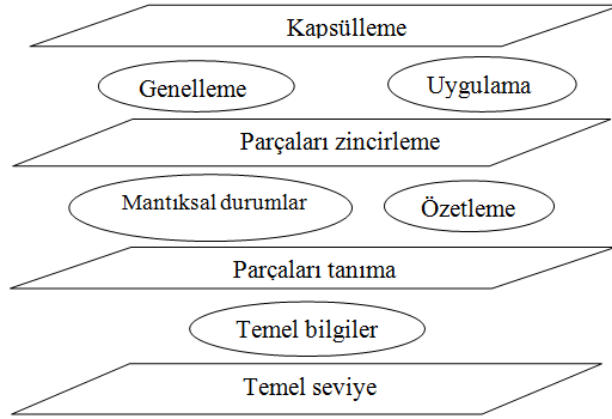 Kapsülleme
Genelleme
Uygulama
Parçaları zincirleme
Mantıksal durumlar
Özetleme
Parçaları tanıma
Temel bilgiler
Temel seviye